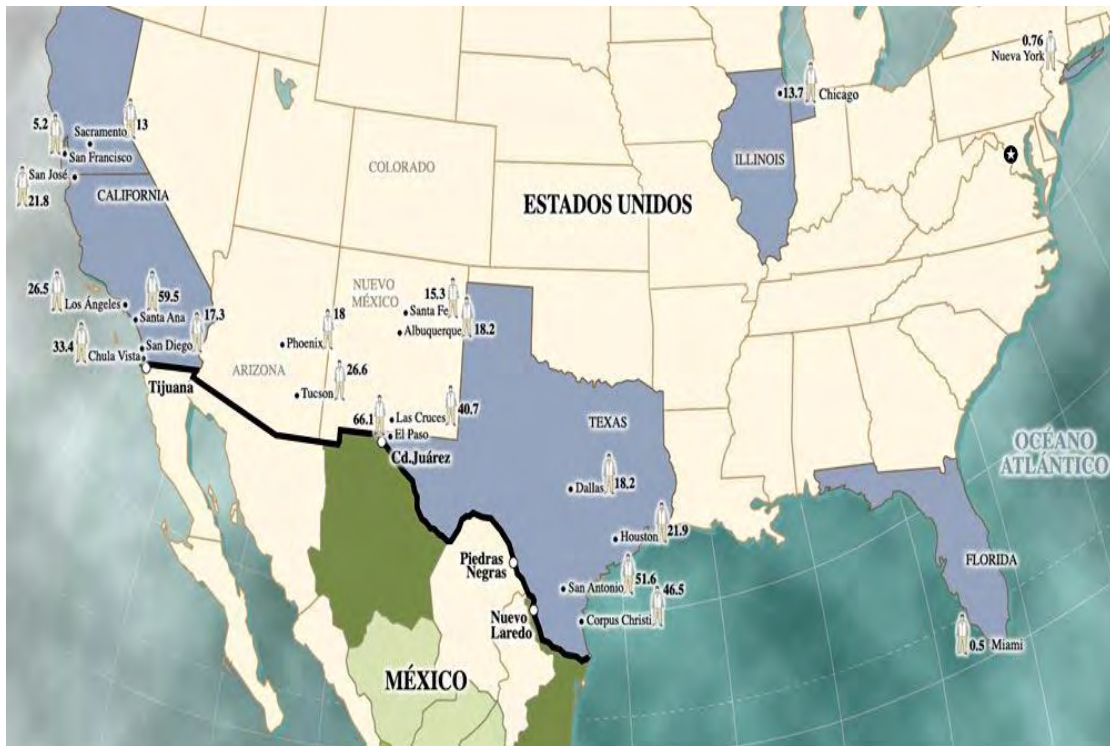 0.76
Nueva York
13.7
Chicago
5.2
Sacramento
13
San Francisco
San José
21.8
CALIFORNIA
COLORADO
ILLINOIS
ESTADOS UNIDOS
26.5
Los Ángeles
59.5
Santa Ana
17.3
33.4
San Diego
Chula Vista
Tijuana
NUEVO
MÉXICO
15.3
Santa Fe
Albuquerque
18.2
18
Phoenix
ARIZONA
26.6
Tucson
66.1
Las Cruces
40.7
El Paso
Cd.Juárez
TEXAS
Dallas
18.2
Houston
21.9
OCÉANO
ATLÁNTICO
Piedras
Negras
San Antonio
51.6
46.5
Corpus Christi
Nuevo
Laredo
FLORIDA
0.5
Miami
MÉXICO